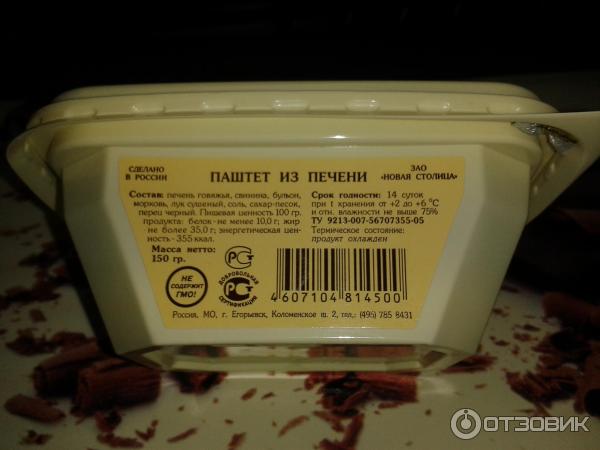 СДЕЛАНО
В РОССИИ
ПАШТЕТ ИЗ ПЕЧЕНИ
ЗАО
«НОВАЯ СТОЛИЦА»
Состав: печень говяжья, свинина, бульон,
морковь, лук сушеный, соль, сахар-песок,
перец черный. Пищевая ценность 100 гр.
продукта: белок - не менее 10,0 г; жир
не более 35,0 г; энергетическая цен-
ность - 355 ккал.
Масса нетто:
150 гр.
Срок годности: 14 суток
при t хранения от +2 до +6 °С
и отн. влажности не выше 75%
ТУ 9213-007-56707355-05
Термическое состояние:
продукт охлажден
НЕ
СОДЕРЖИТ
ГМО!
РСТ
ДОБРОВОЛЬНАЯ
РСТ
СЕРТИФИКАЦИЯ
4607104814500
Россия, МО, г. Егорьевск, Коломенское ш. 2, тел,: (495) 785 8431
ОТЗОВИК